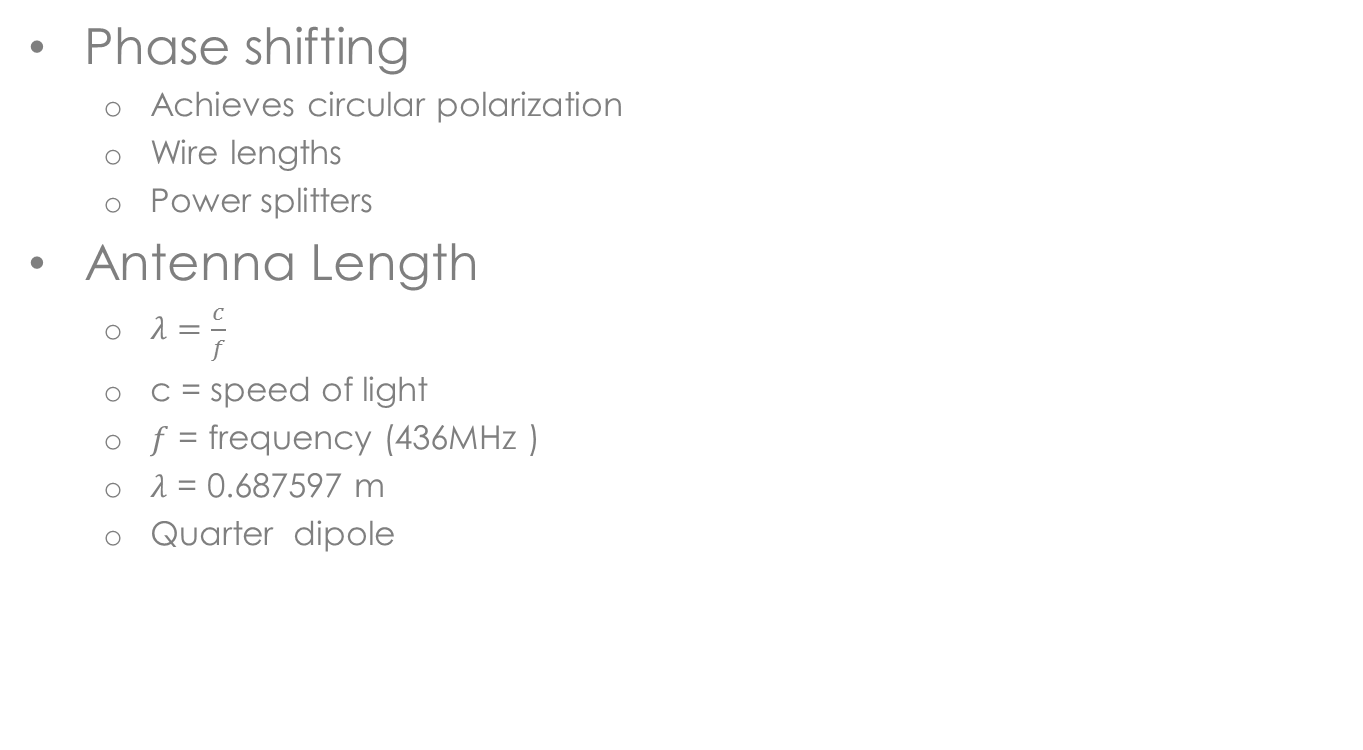 • Phase shifting
o Achieves circular polarization
o Wire lengths
o Power splitters
• Antenna Length
o λ = c/f
o c = speed of light
o f = frequency (436MHz )
o λ = 0.687597 m
o Quarter dipole